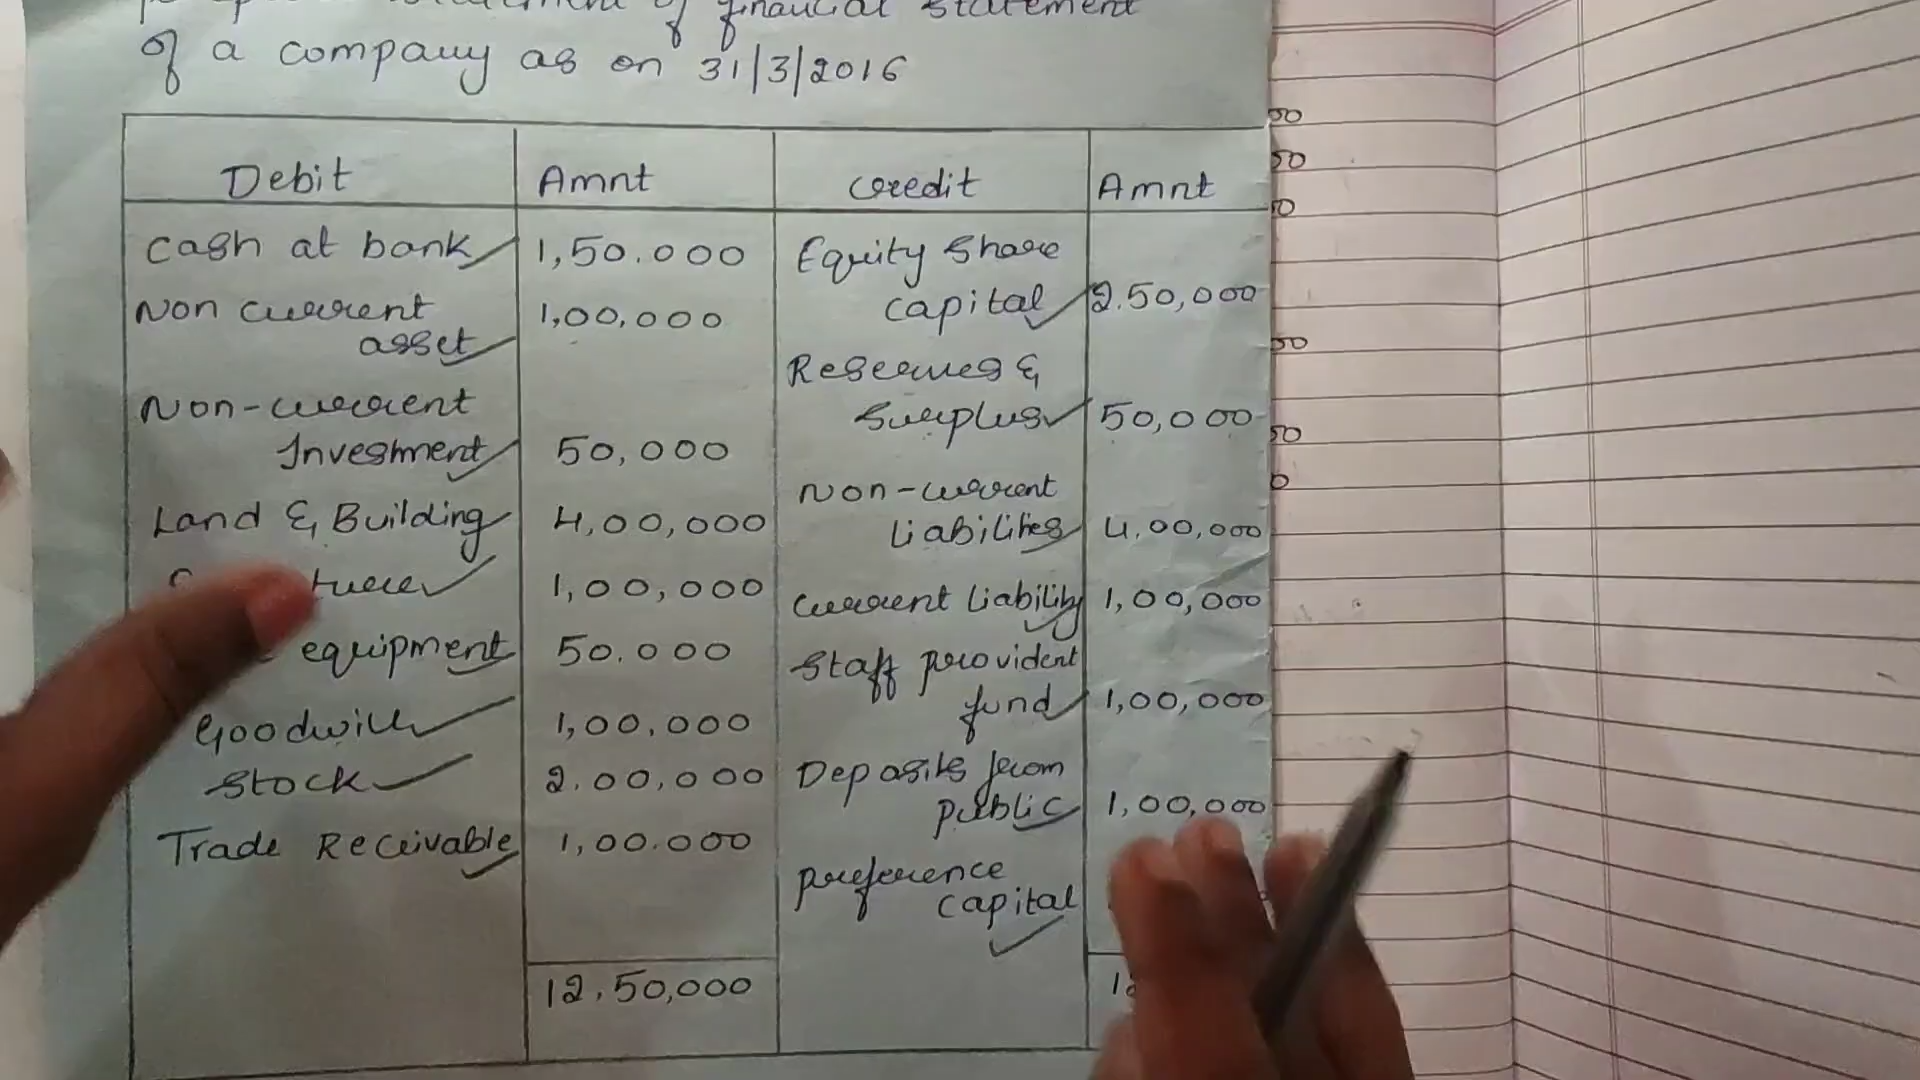 statement of financial statement
of a company as on 31/3/2016
Debit Amnt Credit Amnt
Cash at bank 1,50.000 Equity Share
capital 2.50,000
Non current 1,00,000
asset
Reserves &
Surplus 50,000
Non-current
Investment 50,000
Non-current
liabilities 4,00,000
Land & Building 4,00,000
1,00,000 Current liability 1,00,000
equipment 50.000 Staff provident
fund 1,00,000
Goodwill 1,00,000
Stock 2.00,000 Deposits from
public 1,00,000
Trade Receivable 1,00.000
preference
capital
12,50,000